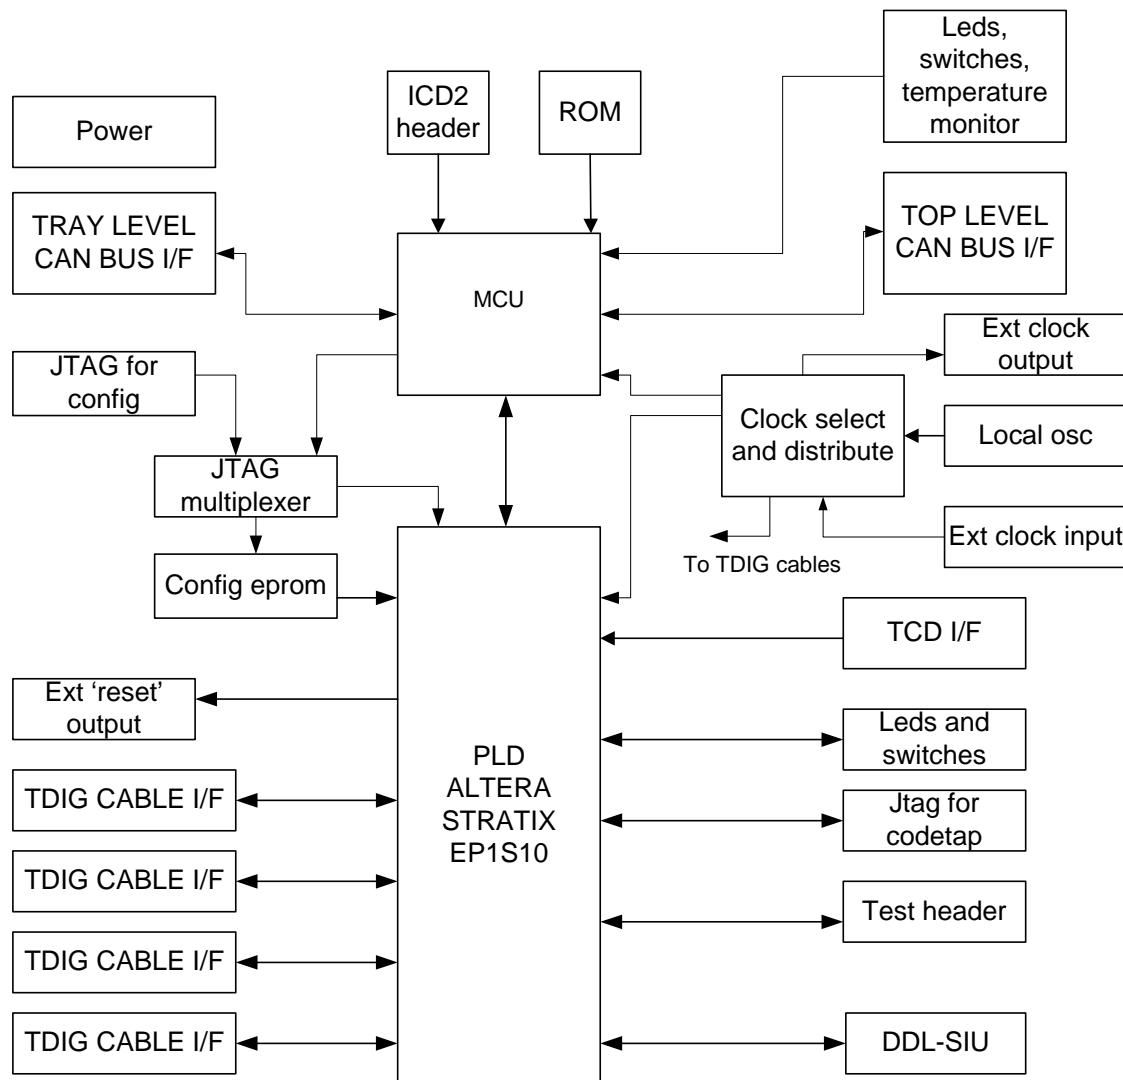 Power
ICD2
header
ROM
Leds,
switches,
temperature
monitor
TRAY LEVEL
CAN BUS I/F
MCU
TOP LEVEL
CAN BUS I/F
JTAG for
config
Ext clock
output
Clock select
and distribute
Local osc
JTAG
multiplexer
Ext clock input
To TDIG cables
Config eprom
TCD I/F
Ext ‘reset’
output
PLD
ALTERA
STRATIX
EP1S10
Leds and
switches
TDIG CABLE I/F
Jtag for
codetap
TDIG CABLE I/F
Test header
TDIG CABLE I/F
TDIG CABLE I/F
DDL-SIU